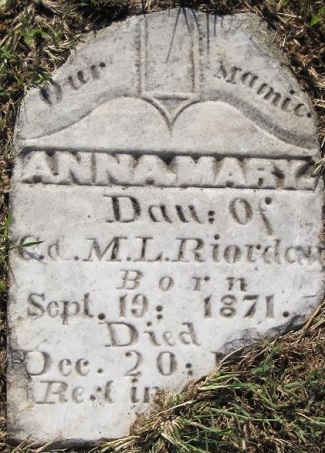 Our Mamie
ANNA MARY.
Dau: Of
M.L. Riordan
Born
Sept. 19: 1871.
Died
Dec. 20:
Rest in